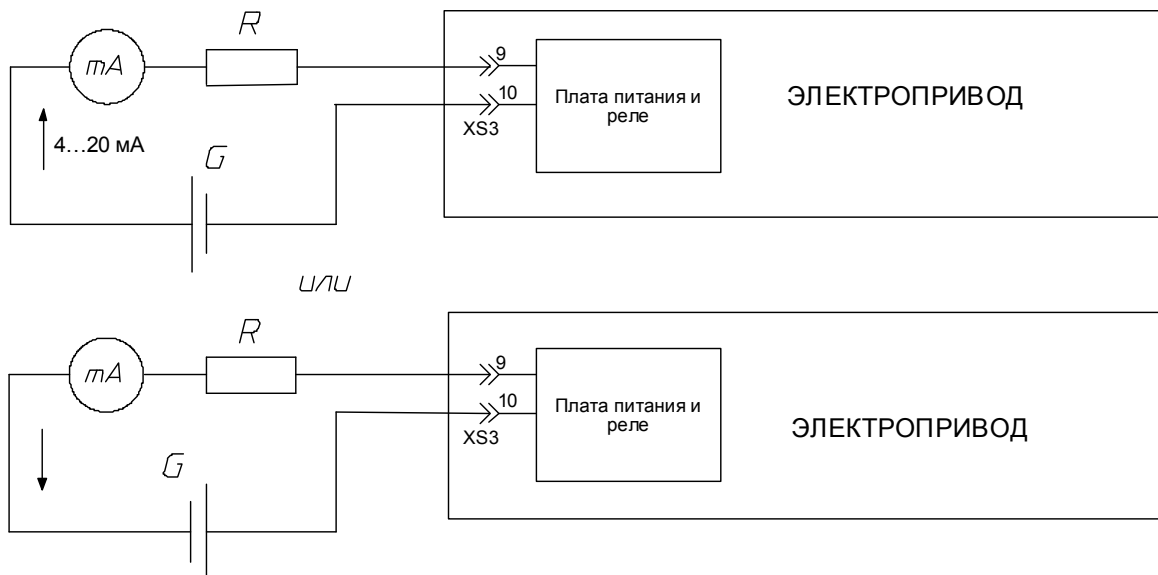 R
9
mA
10
Плата питания и
реле
ЭЛЕКТРОПРИВОД
XS3
4...20 мА
G
или
R
9
mA
10
Плата питания и
реле
ЭЛЕКТРОПРИВОД
XS3
G